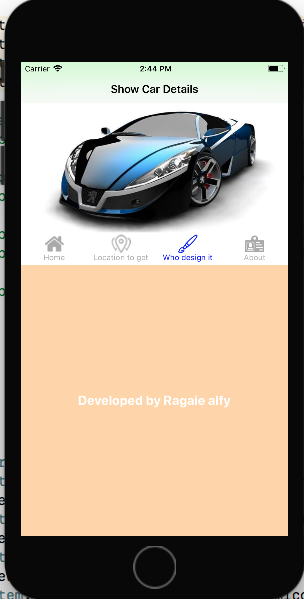 Carrier 2:44 PM
Show Car Details
Home Location to get Who design it About
Developed by Ragaie alfy